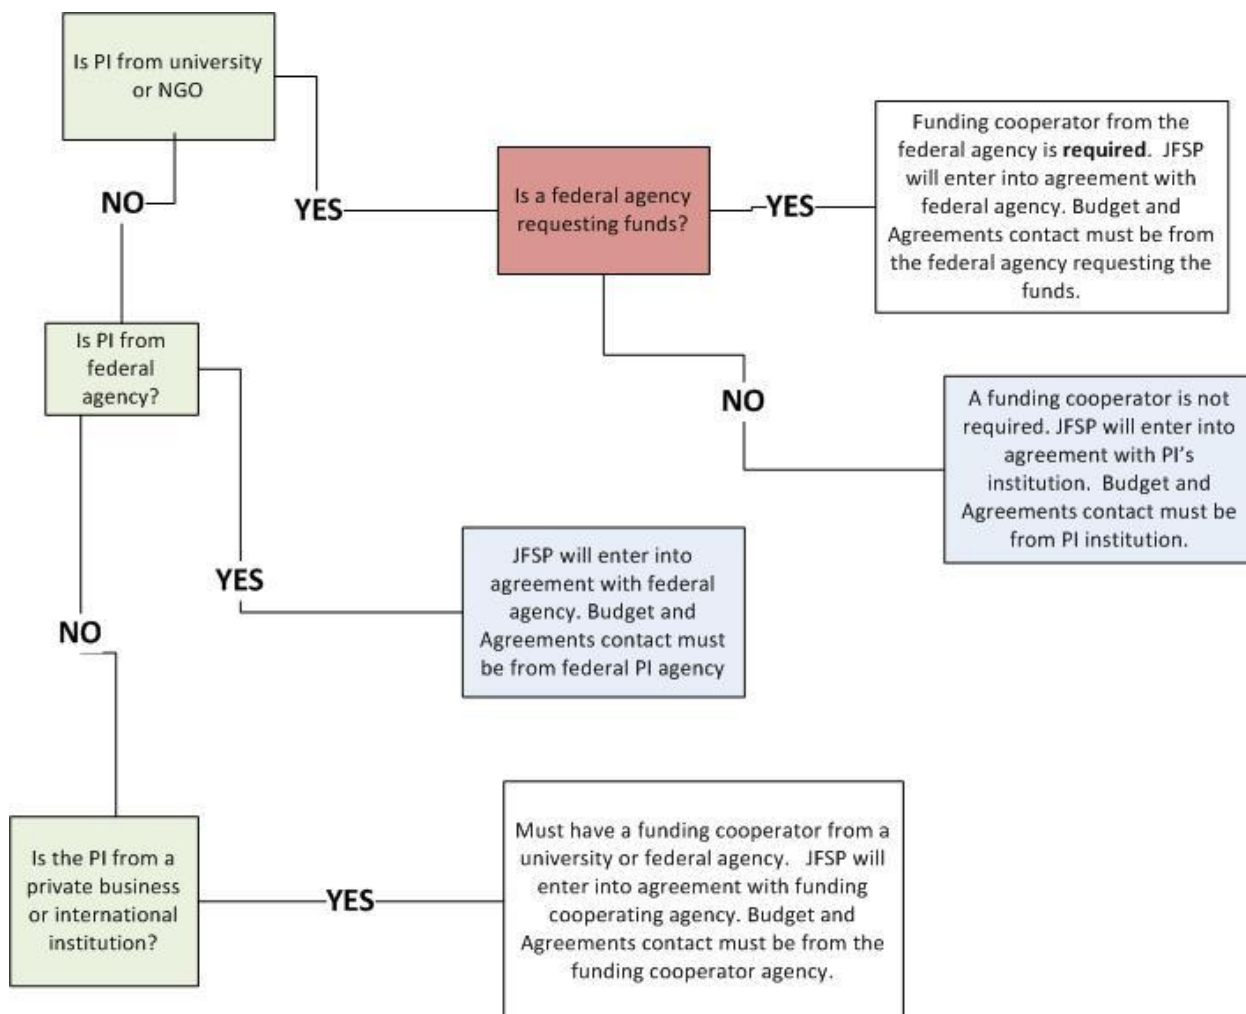 Is PI from university
or NGO
NO
YES
Is a federal agency
requesting funds?
YES
Funding cooperator from the
federal agency is required. JFSP
will enter into agreement with
federal agency. Budget and
Agreements contact must be from
the federal agency requesting the
funds.
Is PI from
federal
agency?
NO
A funding cooperator is not
required. JFSP will enter into
agreement with PI's
institution. Budget and
Agreements contact must be
from PI institution.
YES
JFSP will enter into
agreement with federal
agency. Budget and
Agreements contact must
be from federal PI agency
NO
Is the PI from a
private business
or international
institution?
YES
Must have a funding cooperator from a
university or federal agency. JFSP will
enter into agreement with funding
cooperating agency. Budget and
Agreements contact must be from the
funding cooperator agency.